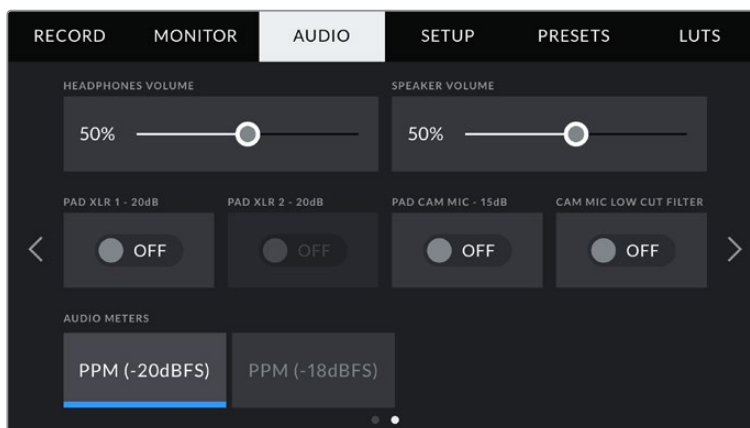 RECORD MONITOR AUDIO SETUP PRESETS LUTS
HEADPHONES VOLUME SPEAKER VOLUME
50% 50%
PAD XLR 1 - 20dB PAD XLR 2 - 20dB PAD CAM MIC - 15dB CAM MIC LOW CUT FILTER
OFF OFF OFF OFF
AUDIO METERS
PPM (-20dBFS) PPM (-18dBFS)